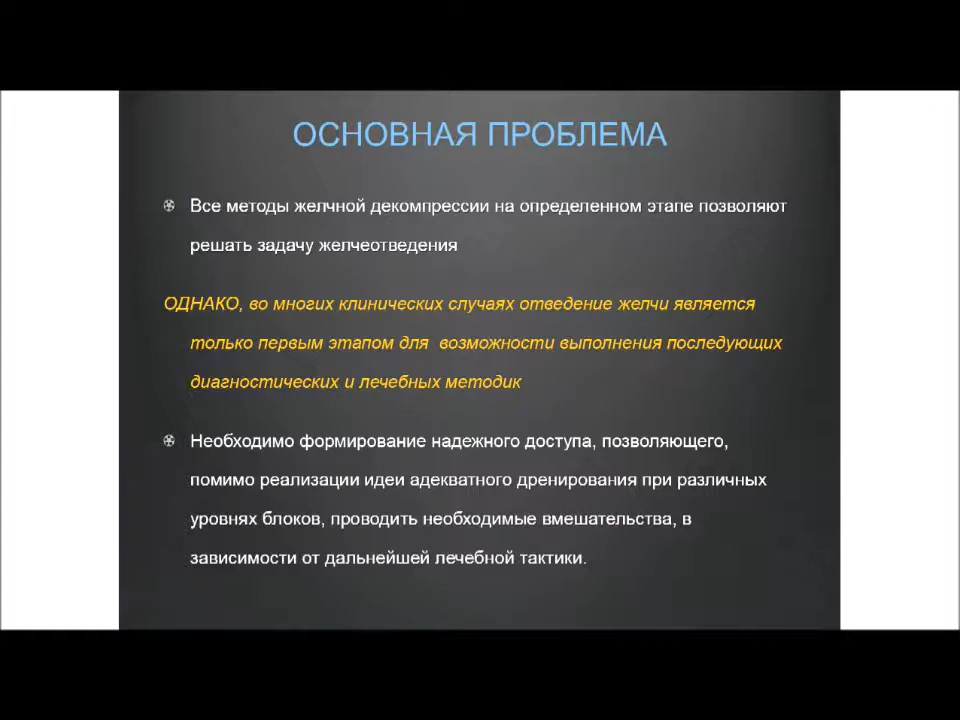 ОСНОВНАЯ ПРОБЛЕМА
Все методы желчной декомпрессии на определенном этапе позволяют
решать задачу желчеотведения
ОДНАКО, во многих клинических случаях отведение желчи является
только первым этапом для возможности выполнения последующих
диагностических и лечебных методик
Необходимо формирование надежного доступа, позволяющего,
помимо реализации идеи адекватного дренирования при различных
уровнях блоков, проводить необходимые вмешательства, в
зависимости от дальнейшей лечебной тактики.